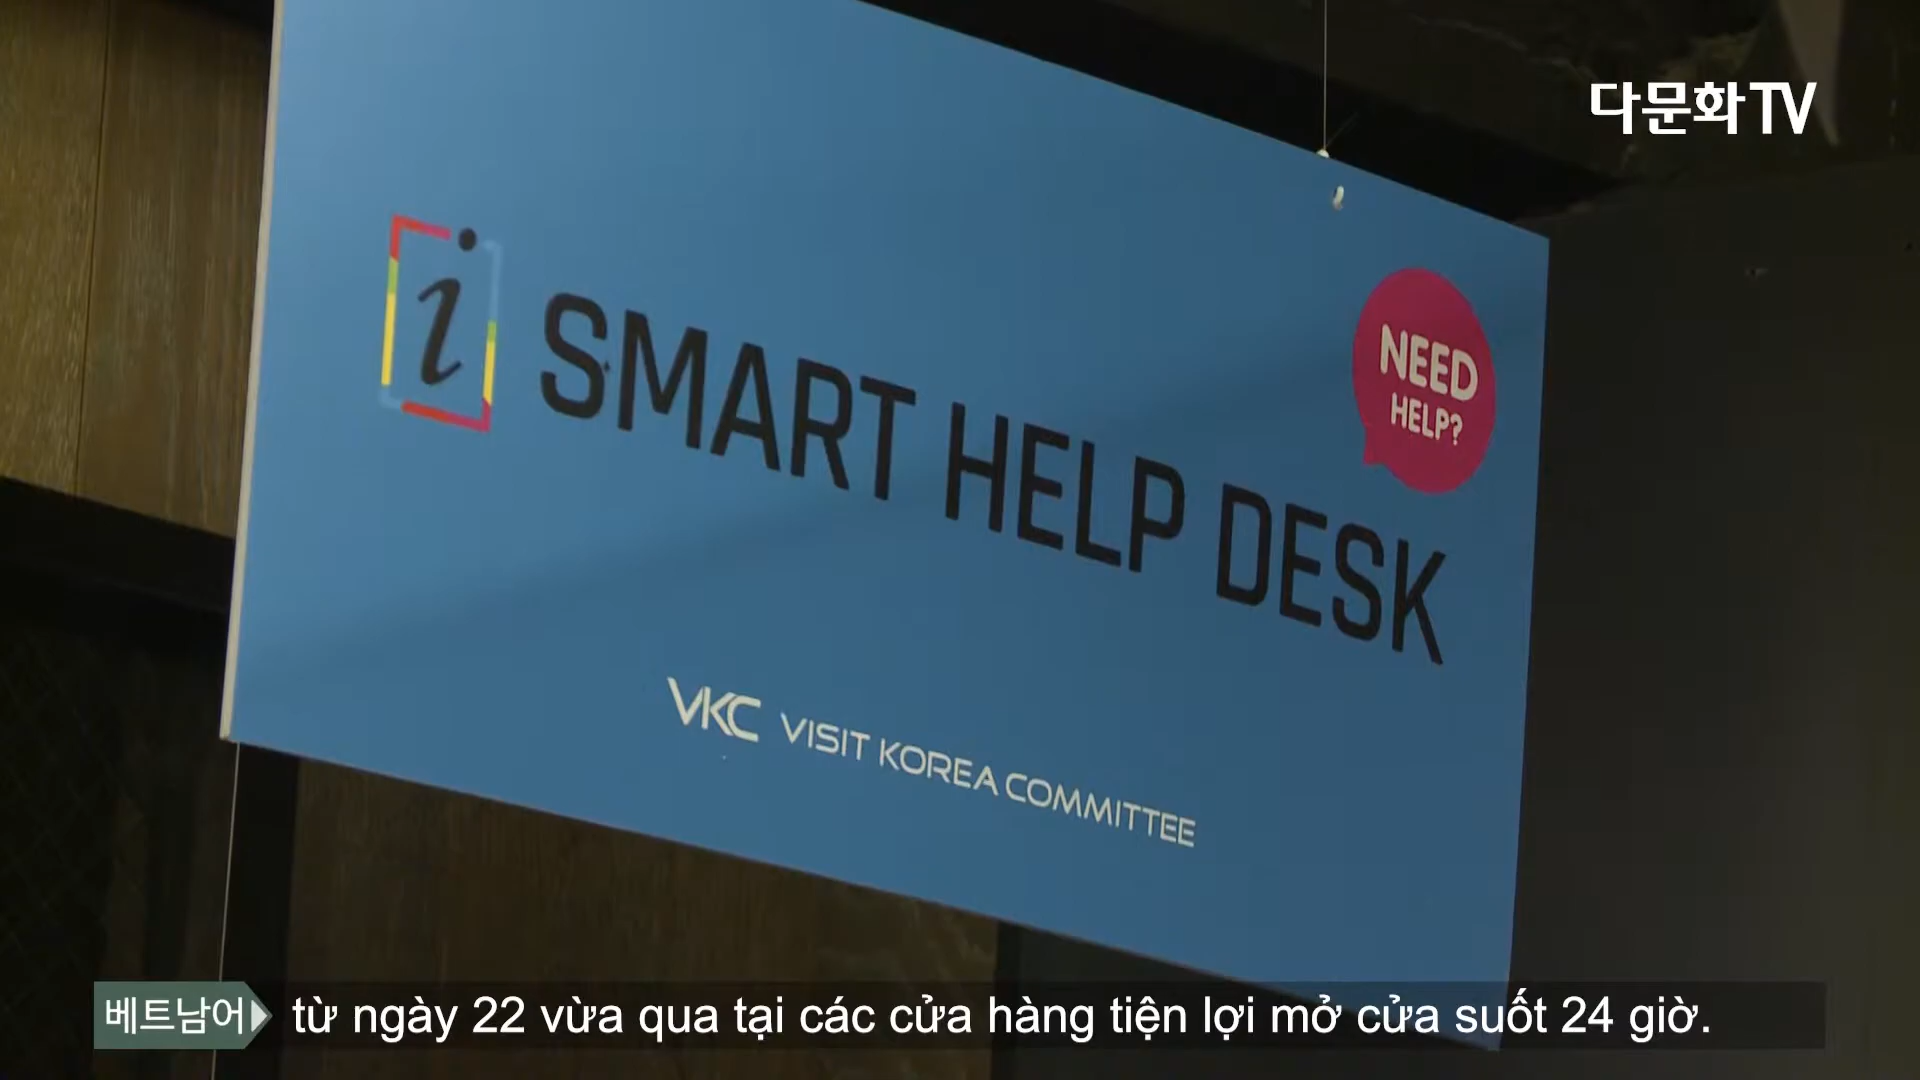 다문화TV
i SMART HELP DESK
NEED
HELP?
VKC VISIT KOREA COMMITTEE
베트남어 từ ngày 22 vừa qua tại các cửa hàng tiện lợi mở cửa suốt 24 giờ.